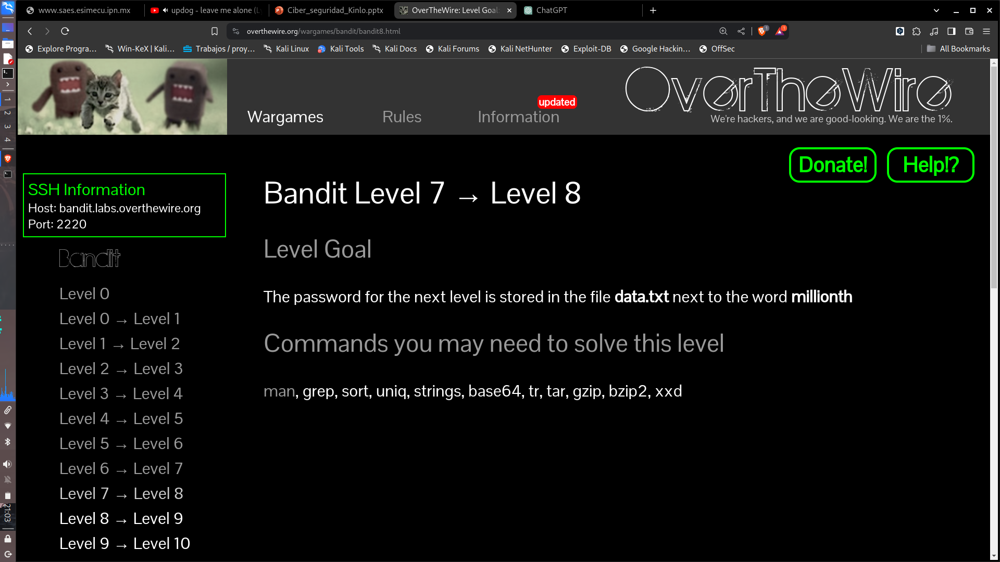 www.saes.esimecu.ipn.mx
updog - leave me alone (L
Ciber_seguridad_Kinlo.pptx
OverTheWire: Level Goal
ChatGPT
overthewire.org/wargames/bandit/bandit8.html
1
1
Explore Progra...
Win-KeX | Kali...
Trabajos / proy...
Kali Linux
Kali Tools
Kali Docs
Kali Forums
Kali NetHunter
Exploit-DB
Google Hackin...
OffSec
All Bookmarks
Wargames
Rules
Information
updated
OverTheWire
We're hackers, and we are good-looking. We are the 1%.
Donate!
Help!?
SSH Information
Host: bandit.labs.overthewire.org
Port: 2220
Bandit
Level 0
Level 0 → Level 1
Level 1 → Level 2
Level 2 → Level 3
Level 3 → Level 4
Level 4 → Level 5
Level 5 → Level 6
Level 6 → Level 7
Level 7 → Level 8
Level 8 → Level 9
Level 9 → Level 10
Bandit Level 7 → Level 8
Level Goal
The password for the next level is stored in the file data.txt next to the word millionth
Commands you may need to solve this level
man, grep, sort, uniq, strings, base64, tr, tar, gzip, bzip2, xxd
1
2
3
4
21:03